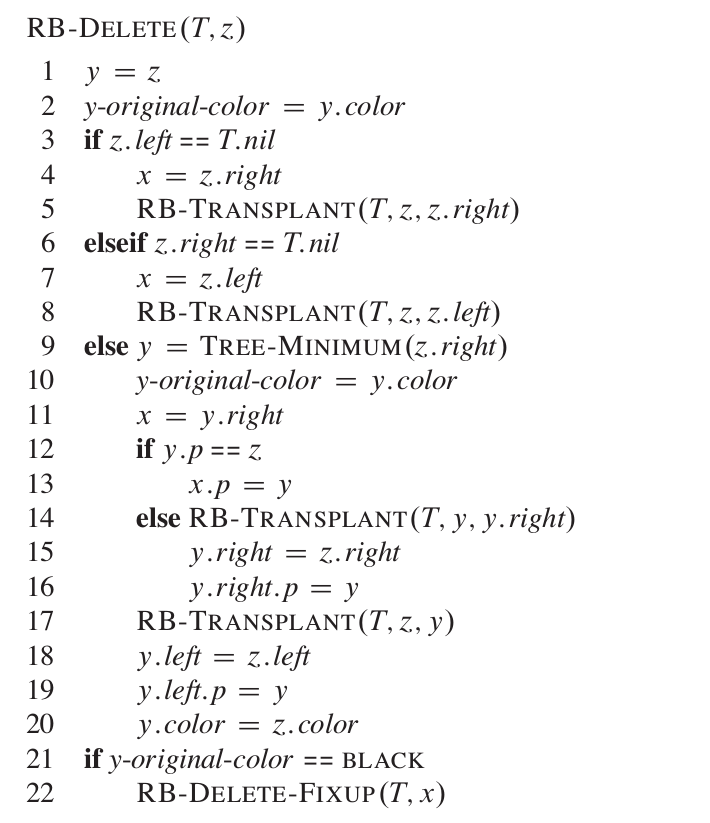 RB-DELETE(T, z)
1 y = z
2 y-original-color = y.color
3 if z.left == T.nil
4 x = z.right
5 RB-TRANSPLANT(T, z, z.right)
6 elseif z.right == T.nil
7 x = z.left
8 RB-TRANSPLANT(T, z, z.left)
9 else y = TREE-MINIMUM(z.right)
10 y-original-color = y.color
11 x = y.right
12 if y.p == z
13 x.p = y
14 else RB-TRANSPLANT(T, y, y.right)
15 y.right = z.right
16 y.right.p = y
17 RB-TRANSPLANT(T, z, y)
18 y.left = z.left
19 y.left.p = y
20 y.color = z.color
21 if y-original-color == BLACK
22 RB-DELETE-FIXUP(T, x)